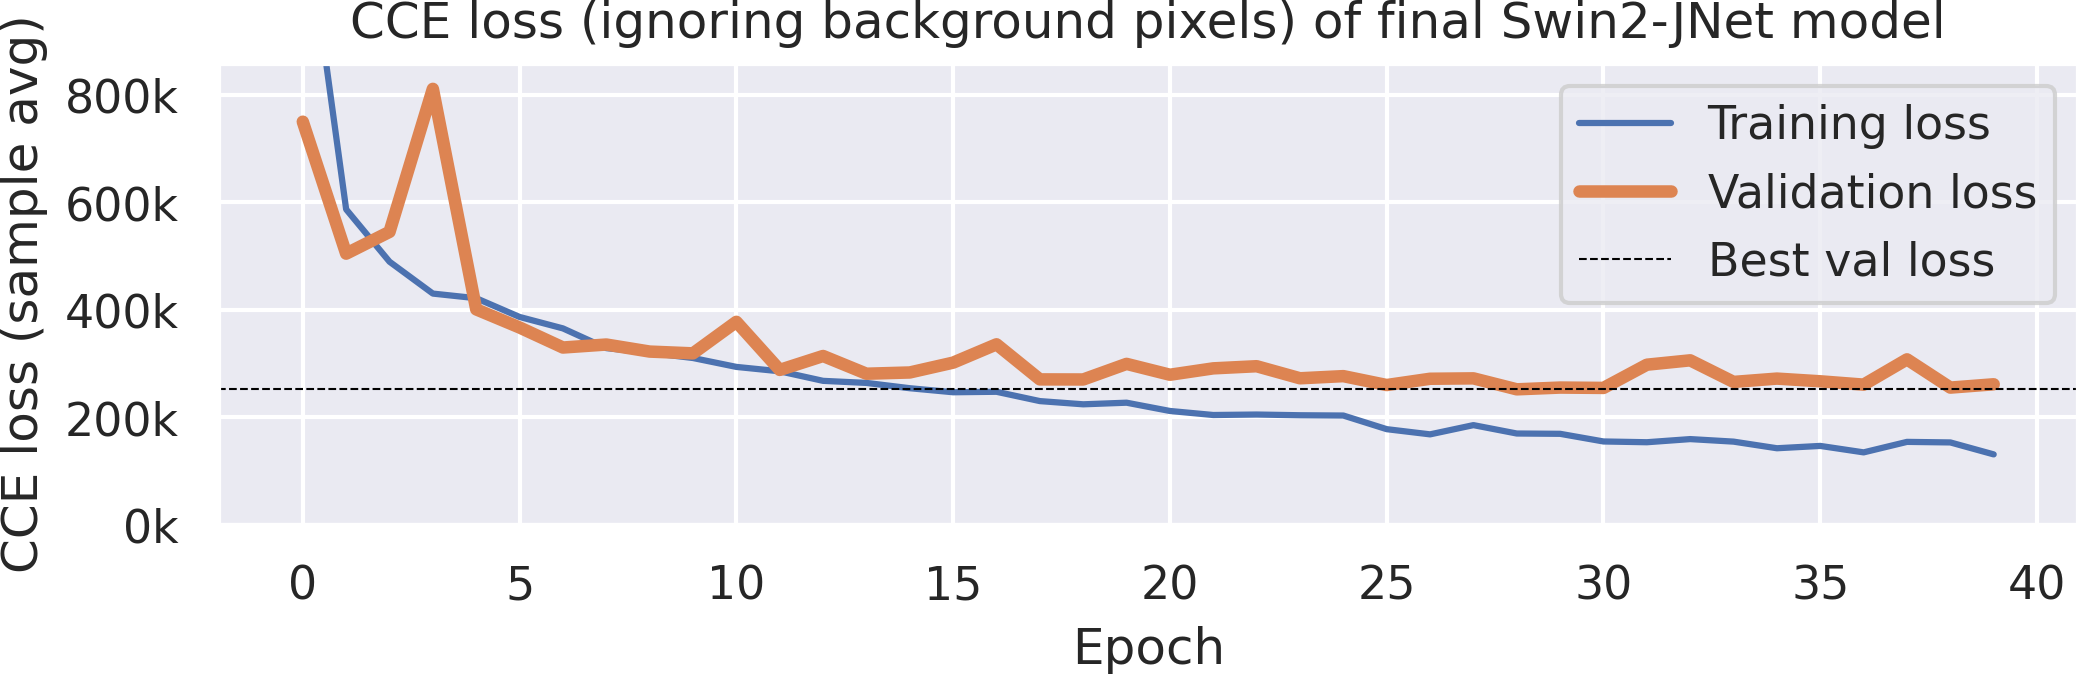 CCE loss (ignoring background pixels) of final Swin2-JNet model
CCE loss (sample avg)
800k
600k
400k
200k
0k
Training loss
Validation loss
Best val loss
0 5 10 15 20 25 30 35 40
Epoch